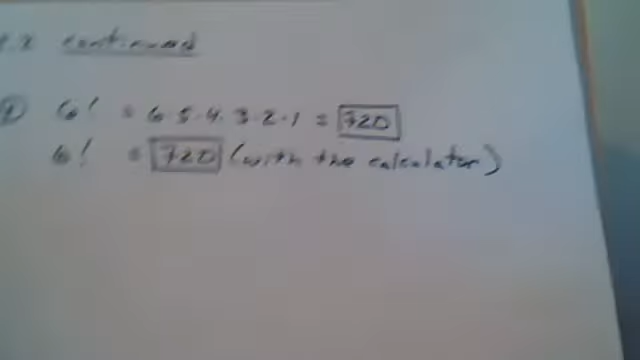 continued
6! = 6·5·4·3·2·1 = 720
6! = 720 (with the calculator)